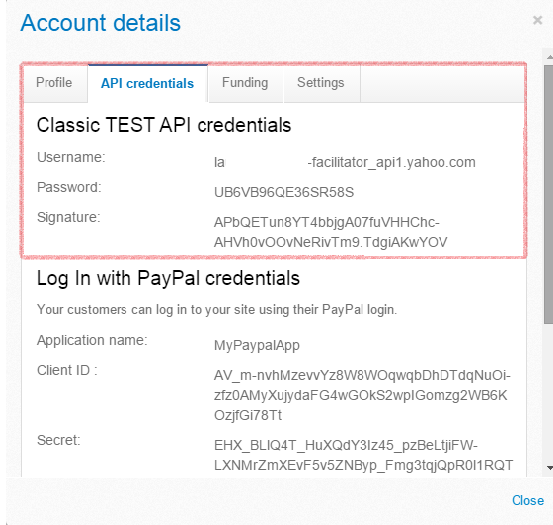 Account details
×
Profile API credentials Funding Settings
Classic TEST API credentials
Username: la -facilitator_api1.yahoo.com
Password: UB6VB96QE36SR58S
Signature: APbQETun8YT4bbjgA07fuVHHChc-
AHVh0vOOvNeRivTm9.TdgiAKwYOV
Log In with PayPal credentials
Your customers can log in to your site using their PayPal login.
Application name: MyPaypalApp
Client ID : AV_m-nvhMzevvYz8W8WOqwqbDhDTdqNuOi-
zfz0AMyXujydaFG4wGOkS2wpIGomzg2WB6K
OzjfGi78Tt
Secret: EHX_BLIQ4T_HuXQdY3Iz45_pzBeLtjiFW-
LXNMrZmXEvF5v5ZNByp_Fmg3tqjQpR0I1RQT
Close